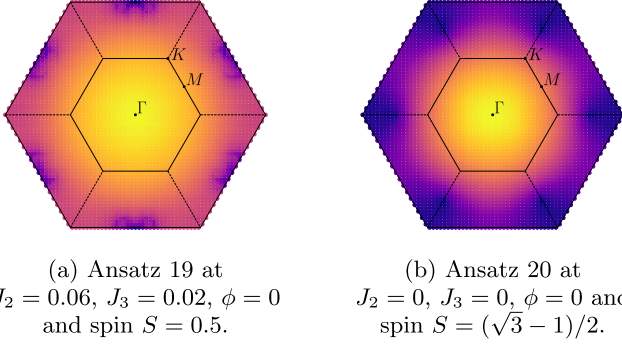 K
M
Γ
K
M
Γ
(a) Ansatz 19 at
J₂ = 0.06, J₃ = 0.02, ϕ = 0
and spin S = 0.5.
(b) Ansatz 20 at
J₂ = 0, J₃ = 0, ϕ = 0 and
spin S = (√3 − 1)/2.